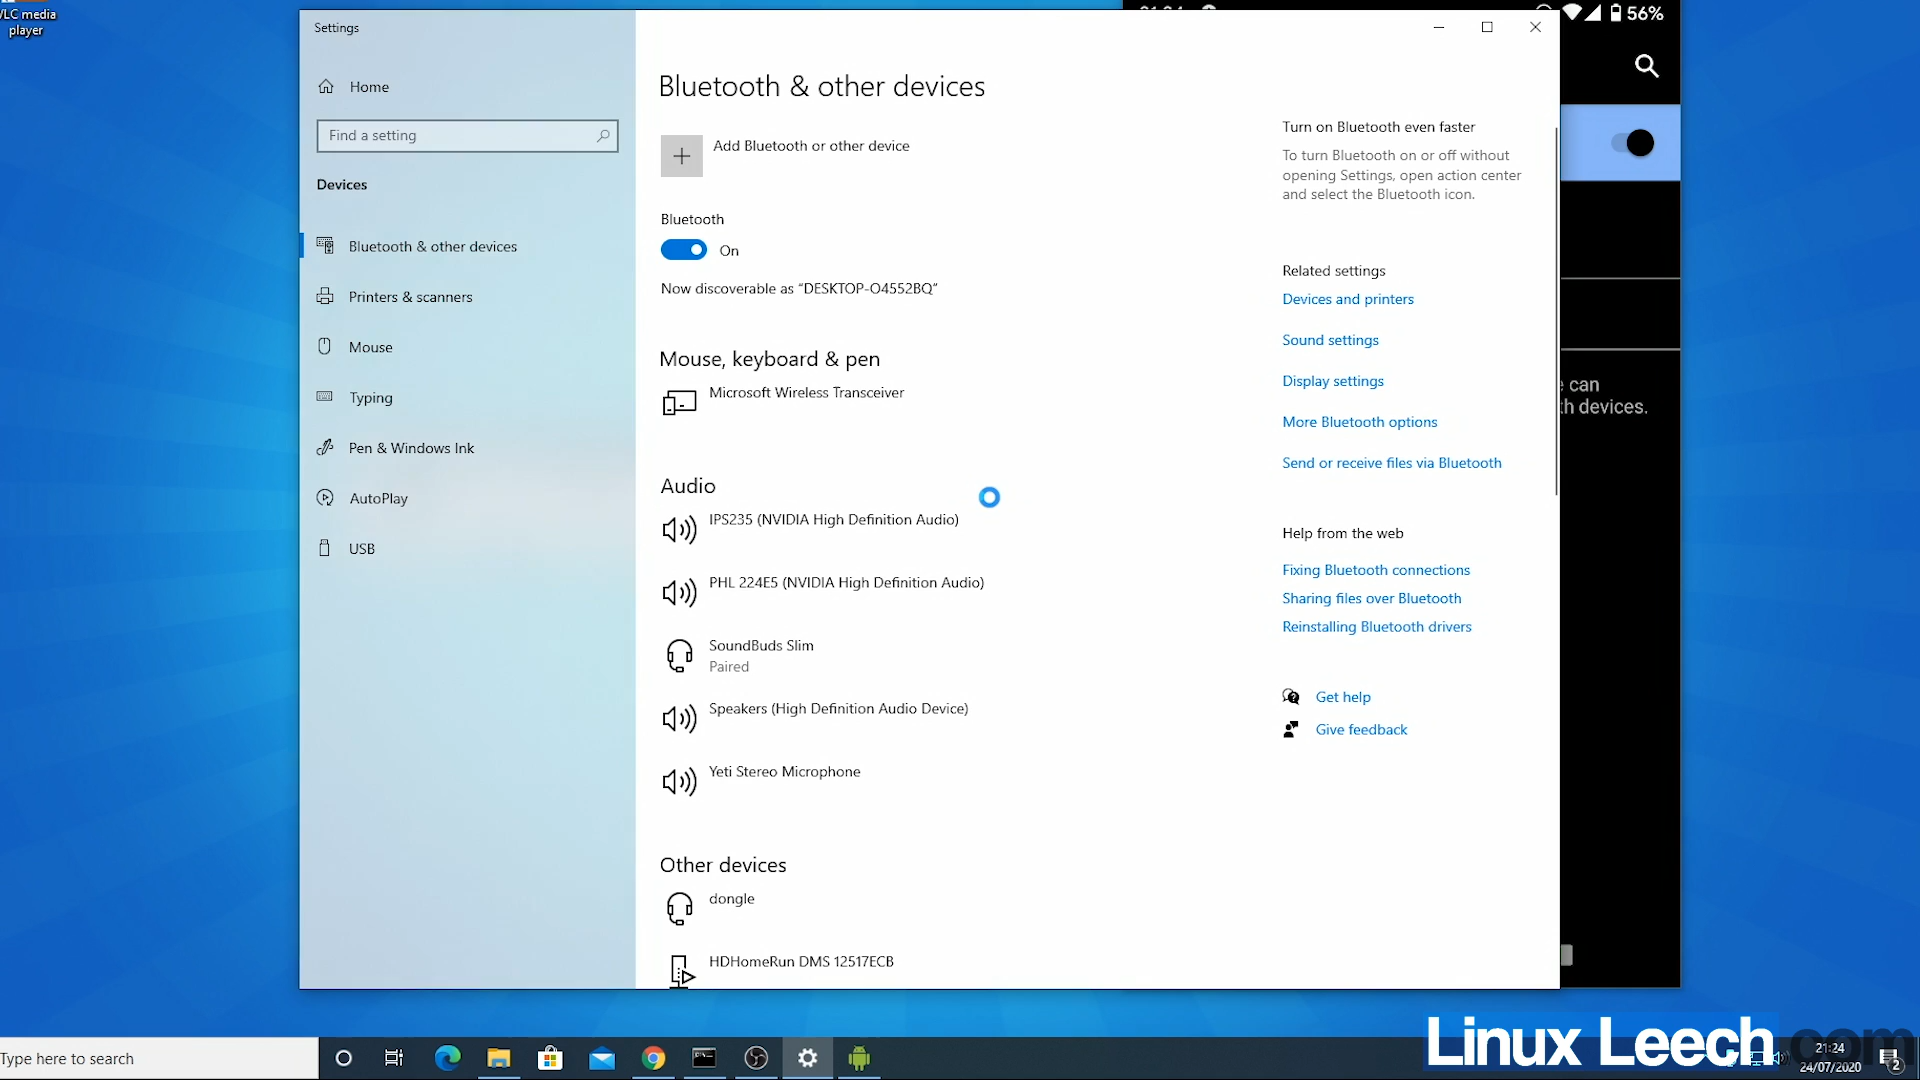 VLC media
player
Settings
Home
Find a setting
Devices
Bluetooth & other devices
Printers & scanners
Mouse
Typing
Pen & Windows Ink
AutoPlay
USB
Bluetooth & other devices
Add Bluetooth or other device
Bluetooth
On
Now discoverable as “DESKTOP-O4552BQ”
Mouse, keyboard & pen
Microsoft Wireless Transceiver
Audio
IPS235 (NVIDIA High Definition Audio)
PHL 224E5 (NVIDIA High Definition Audio)
SoundBuds Slim
Paired
Speakers (High Definition Audio Device)
Yeti Stereo Microphone
Other devices
dongle
HDHomeRun DMS 12517ECB
Turn on Bluetooth even faster
To turn Bluetooth on or off without
opening Settings, open action center
and select the Bluetooth icon.
Related settings
Devices and printers
Sound settings
Display settings
More Bluetooth options
Send or receive files via Bluetooth
Help from the web
Fixing Bluetooth connections
Sharing files over Bluetooth
Reinstalling Bluetooth drivers
Get help
Give feedback
56%
can
h devices.
Type here to search
Linux Leech.com
21:24
24/07/2020
2